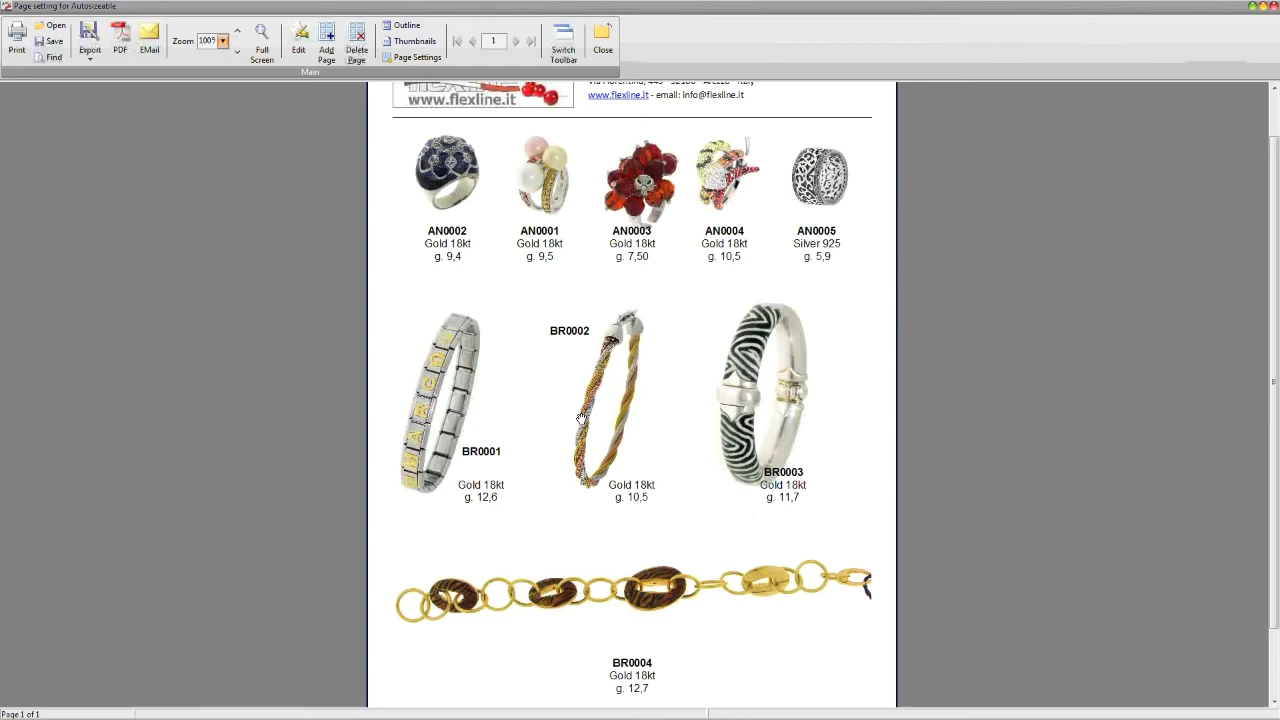 Page setting for Autosizeable
Print
Open
Save
Find
Export
PDF
EMail
Zoom 100%
Full Screen
Edit
Add Page
Delete Page
Outline
Thumbnails
Page Settings
1
Switch Toolbar
Close
Main
www.flexline.it
www.flexline.it - email: info@flexline.it
AN0002
Gold 18kt
g. 9,4
AN0001
Gold 18kt
g. 9,5
AN0003
Gold 18kt
g. 7,50
AN0004
Gold 18kt
g. 10,5
AN0005
Silver 925
g. 5,9
MARCO
BR0001
Gold 18kt
g. 12,6
BR0002
Gold 18kt
g. 10,5
BR0003
Gold 18kt
g. 11,7
BR0004
Gold 18kt
g. 12,7
Page 1 of 1